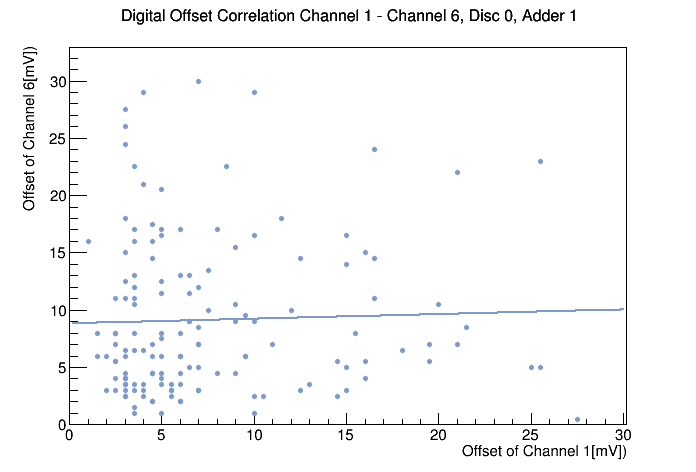 Digital Offset Correlation Channel 1 - Channel 6, Disc 0, Adder 1
Offset of Channel 6[mV])
30
25
20
15
10
5
0
0 5 10 15 20 25 30
Offset of Channel 1[mV])